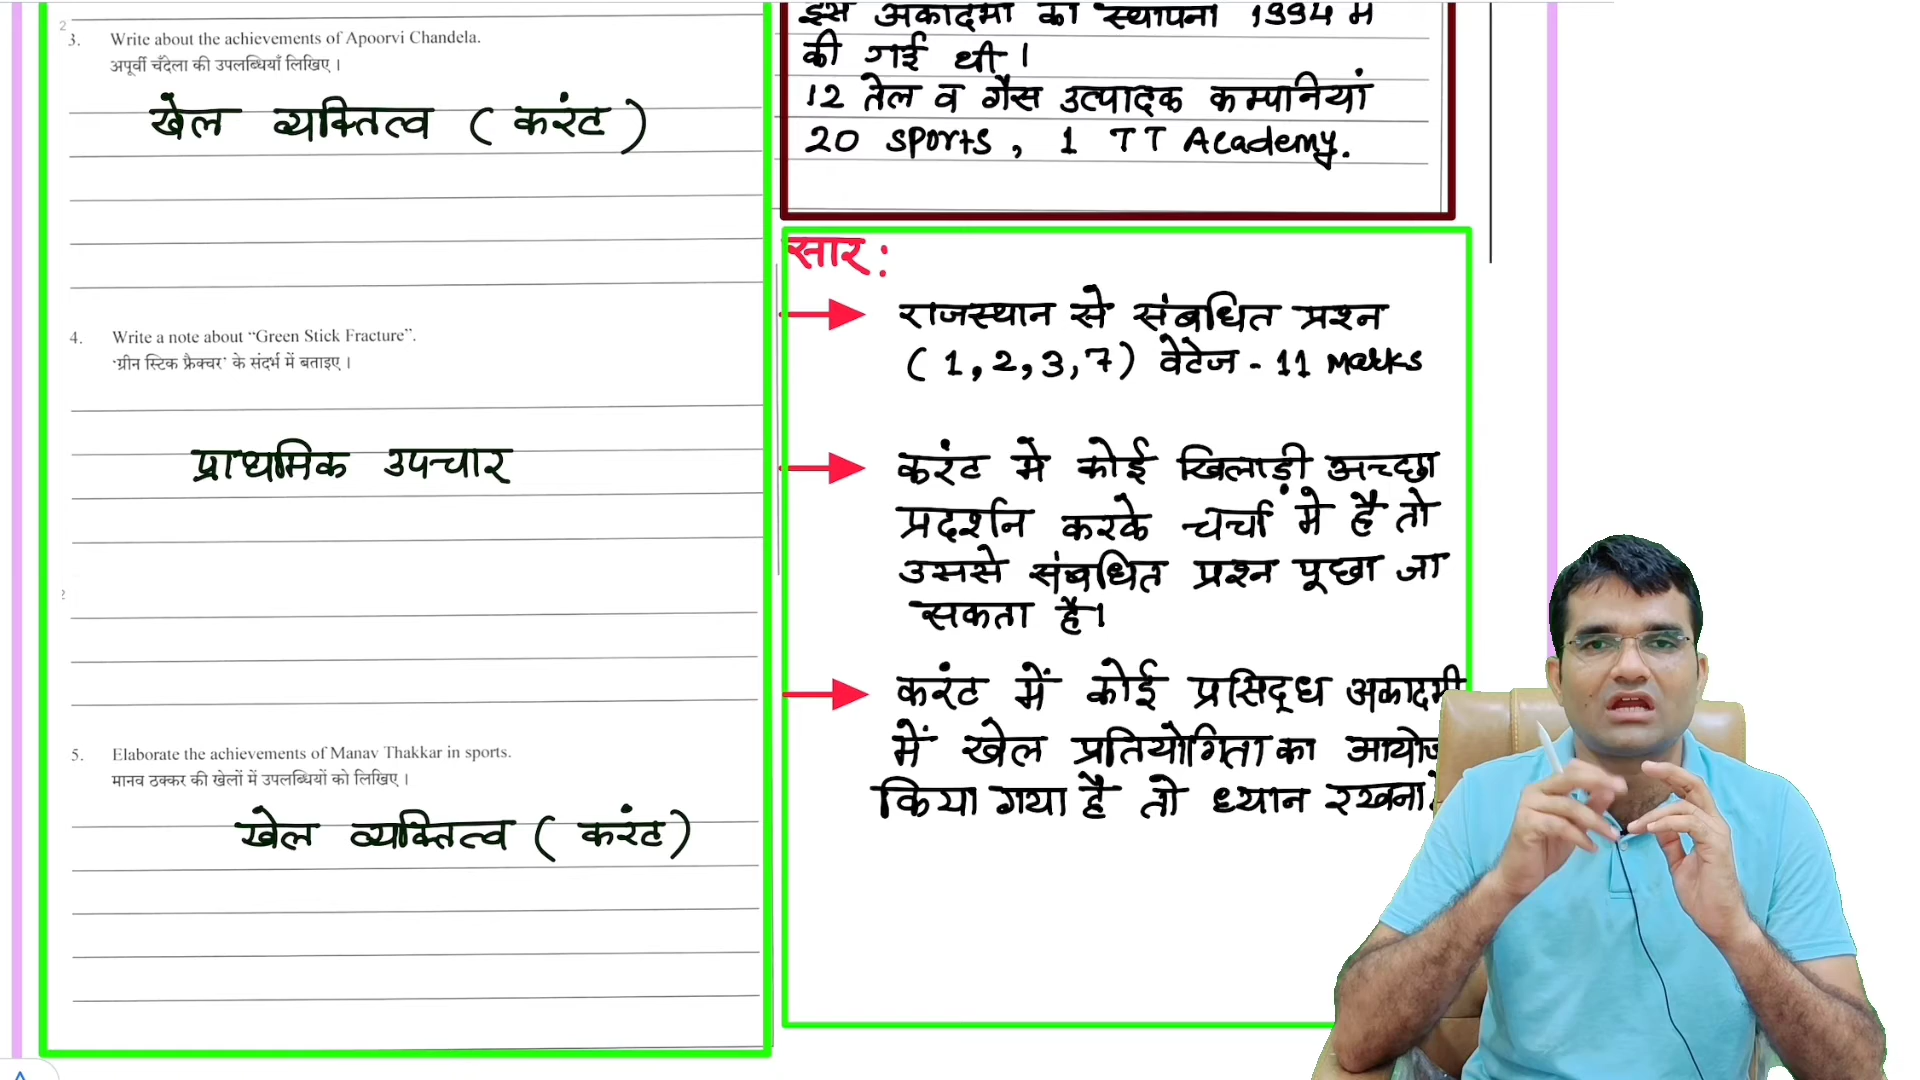 2
3. Write about the achievements of Apoorvi Chandela.
अपूर्वी चँदेला की उपलब्धियाँ लिखिए ।
खेल व्यक्तित्व ( करंट )
4. Write a note about “Green Stick Fracture”.
‘ग्रीन स्टिक फ्रैक्चर’ के संदर्भ में बताइए ।
प्राथमिक उपचार
2
5. Elaborate the achievements of Manav Thakkar in sports.
मानव ठक्कर की खेलों में उपलब्धियों को लिखिए ।
खेल व्यक्तित्व ( करंट )
इस अकादमी की स्थापना 1994 में
की गई थी ।
12 तेल व गैस उत्पादक कम्पानियां
20 sports, 1 TT Academy.
सार :
राजस्थान से संबधित प्रश्न
( 1, 2, 3, 7 ) वेटेज - 11 Marks
करंट मे कोई खिलाड़ी अच्छा
प्रदर्शन करके चर्चा मे है तो
उससे संबधित प्रश्न पूछा जा
सकता है।
करंट में कोई प्रसिद्ध अकादमी
में खेल प्रतियोगिता का
किया गया है तो ध्यान रखना